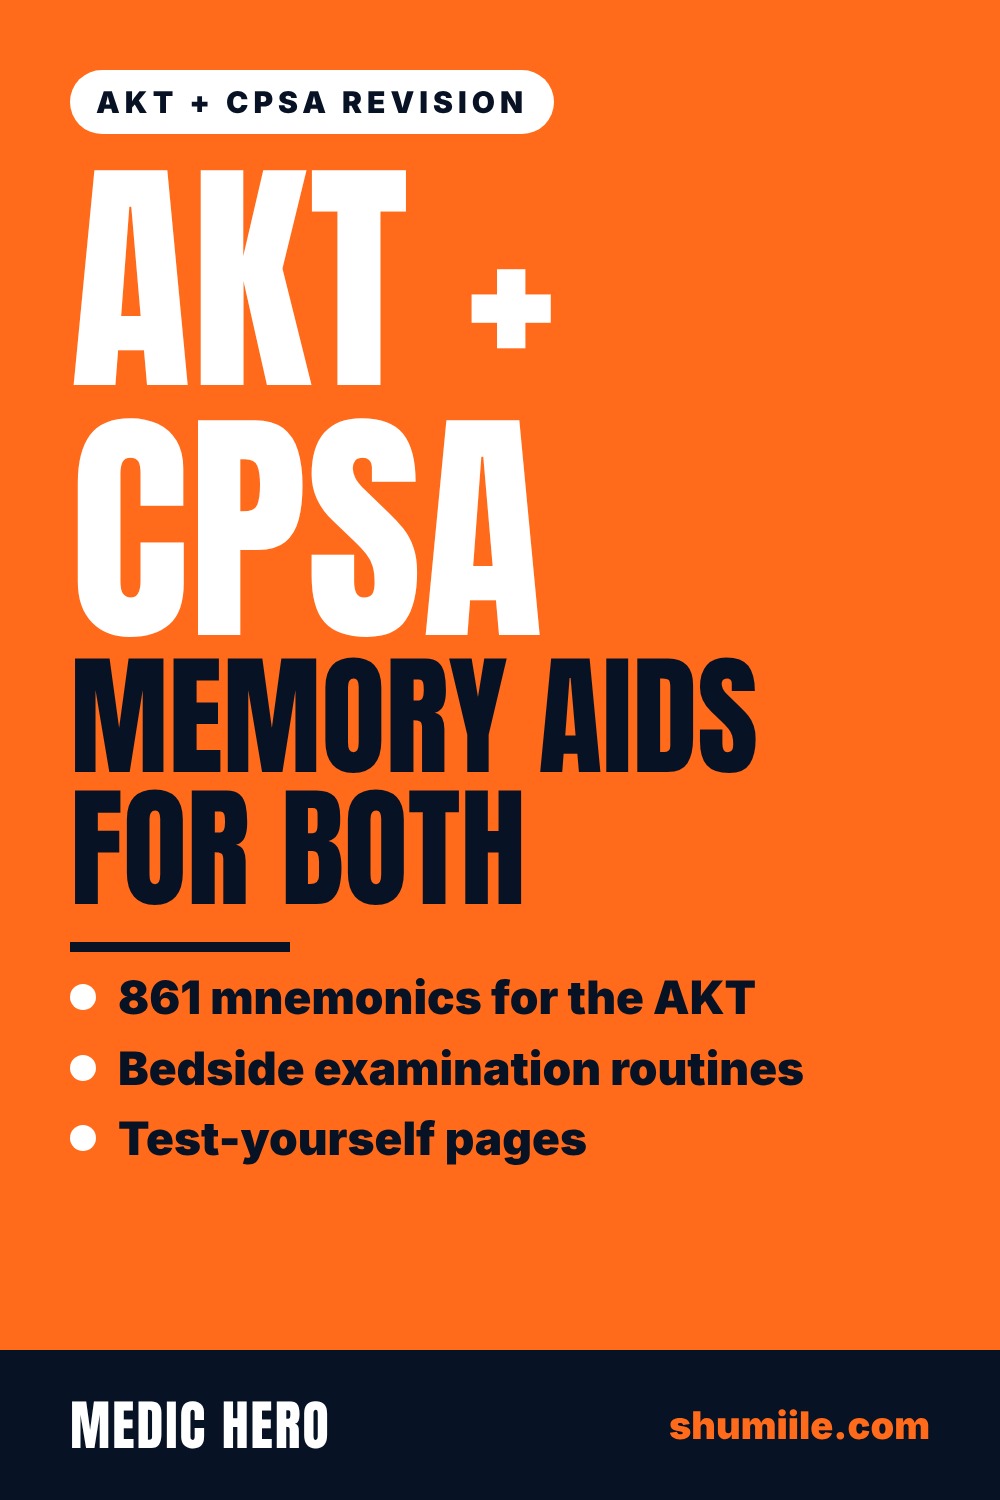 AKT + CPSA REVISION
AKT +
CPSA
MEMORY AIDS
FOR BOTH
861 mnemonics for the AKT
Bedside examination routines
Test-yourself pages
MEDIC HERO
shumiile.com